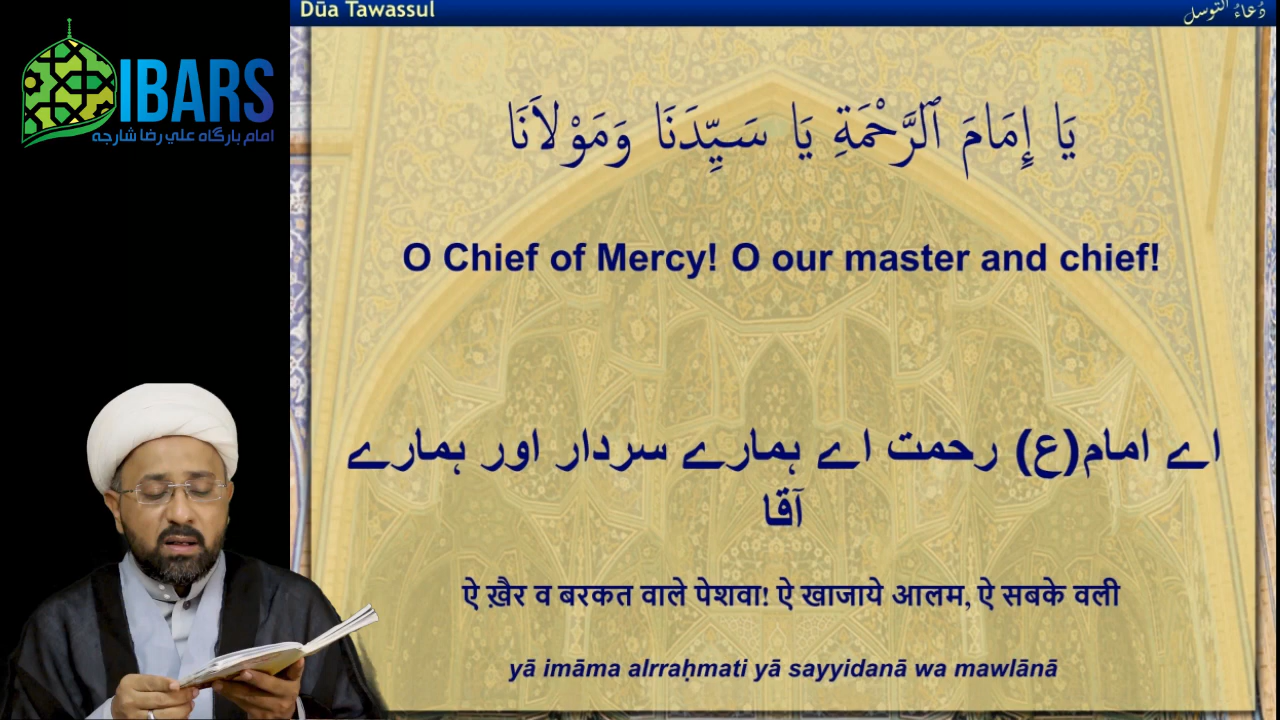 Dūa Tawassul
دُعَاءُ التوسل
IBARS
امام بارگاه علي رضا شارجه
يَا إِمَامَ ٱلرَّحْمَةِ يَا سَيِّدَنَا وَمَوْلاَنَا
O Chief of Mercy! O our master and chief!
اے امام(ع) رحمت اے ہمارے سردار اور ہمارے
آقا
ऐ ख़ैर व बरकत वाले पेशवा! ऐ खाजाये आलम, ऐ सबके वली
yā imāma alrraḥmati yā sayyidanā wa mawlānā